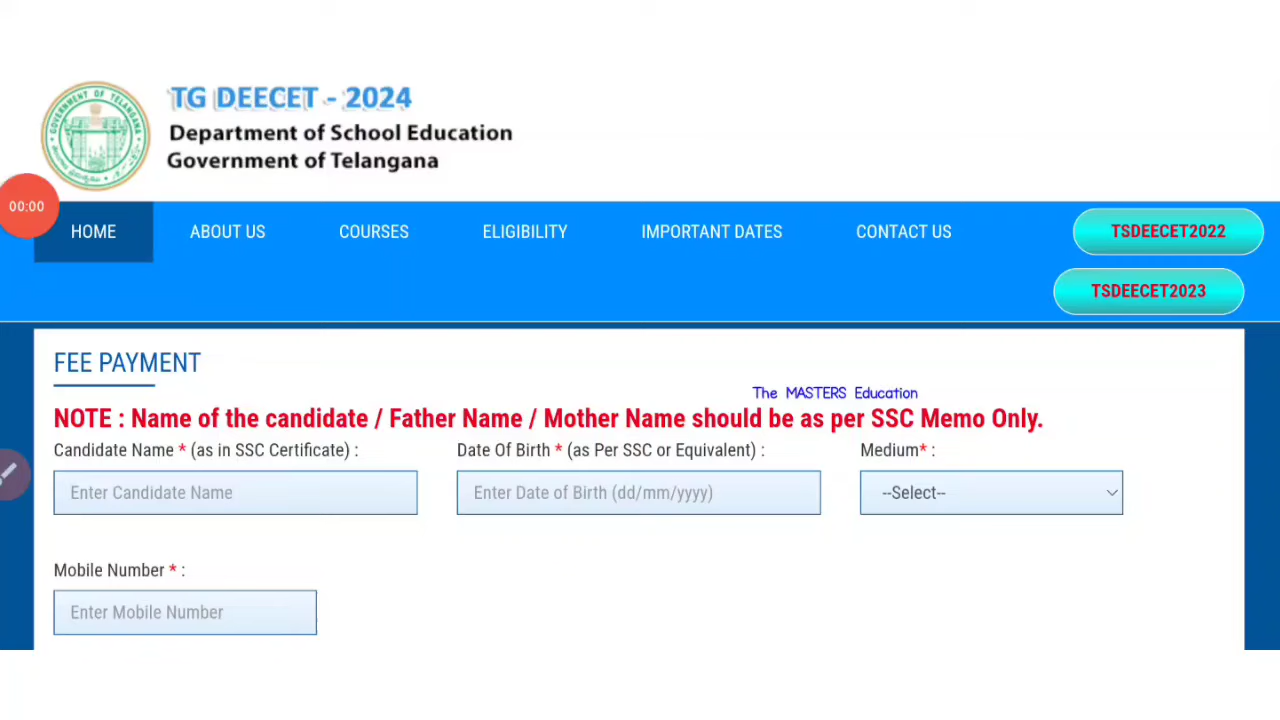 TG DEECET - 2024
Department of School Education
Government of Telangana
GOVERNMENT OF TELANGANA
00:00
HOME ABOUT US COURSES ELIGIBILITY IMPORTANT DATES CONTACT US TSDEECET2022
TSDEECET2023
FEE PAYMENT
The MASTERS Education
NOTE : Name of the candidate / Father Name / Mother Name should be as per SSC Memo Only.
Candidate Name * (as in SSC Certificate) : Date Of Birth * (as Per SSC or Equivalent) : Medium* :
Enter Candidate Name Enter Date of Birth (dd/mm/yyyy) --Select--
Mobile Number * :
Enter Mobile Number